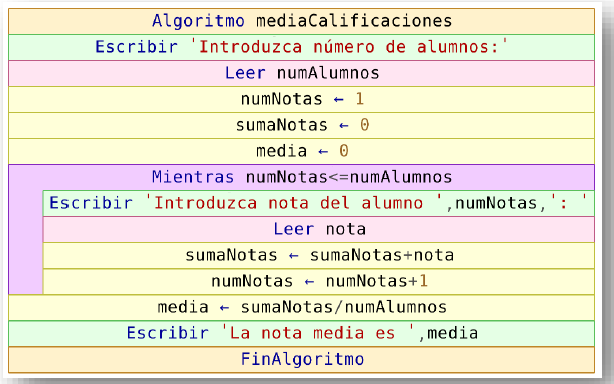 Algoritmo mediaCalificaciones
Escribir 'Introduzca número de alumnos:'
Leer numAlumnos
numNotas ← 1
sumaNotas ← 0
media ← 0
Mientras numNotas<=numAlumnos
Escribir 'Introduzca nota del alumno ',numNotas,': '
Leer nota
sumaNotas ← sumaNotas+nota
numNotas ← numNotas+1
media ← sumaNotas/numAlumnos
Escribir 'La nota media es ',media
FinAlgoritmo